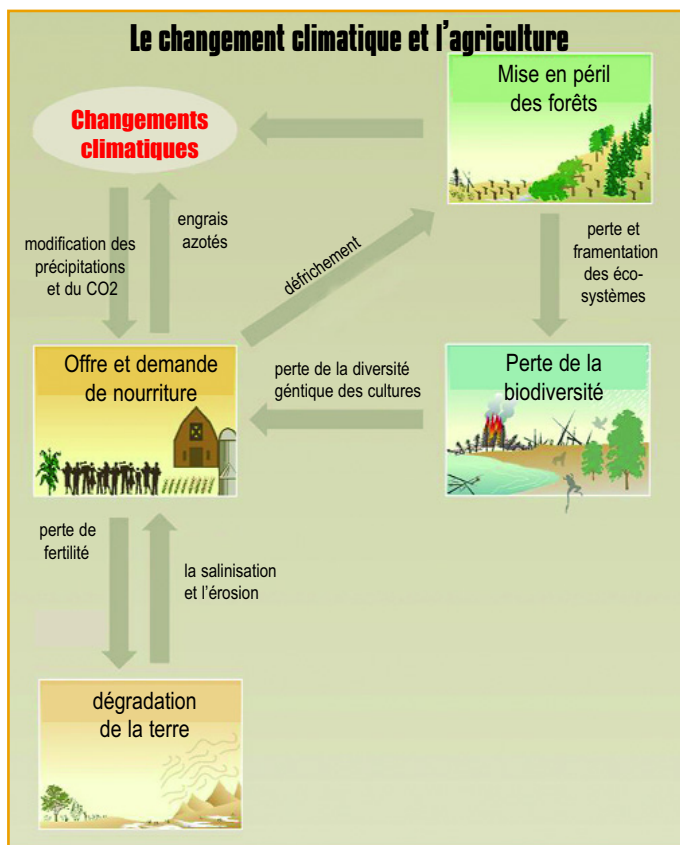 Le changement climatique et l'agriculture
Mise en péril
des forêts
Changements
climatiques
modification des
précipitations
et du CO2
engrais
azotés
défrichement
perte et
framentation
des éco-
systèmes
Offre et demande
de nourriture
perte de la diversité
géntique des cultures
Perte de la
biodiversité
perte de
fertilité
la salinisation
et l'érosion
dégradation
de la terre